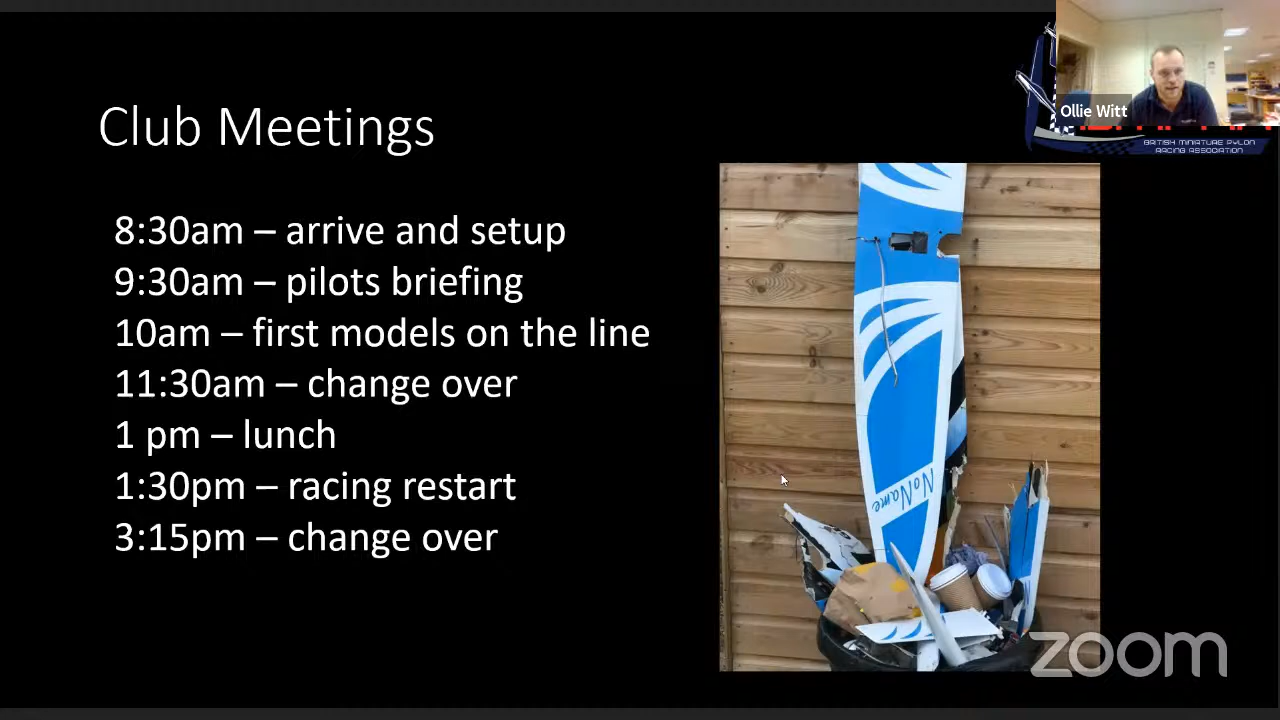 Club Meetings
8:30am – arrive and setup
9:30am – pilots briefing
10am – first models on the line
11:30am – change over
1 pm – lunch
1:30pm – racing restart
3:15pm – change over
Ollie Witt
BRITISH MINIATURE PYLON
RACING ASSOCIATION
NoName
zoom